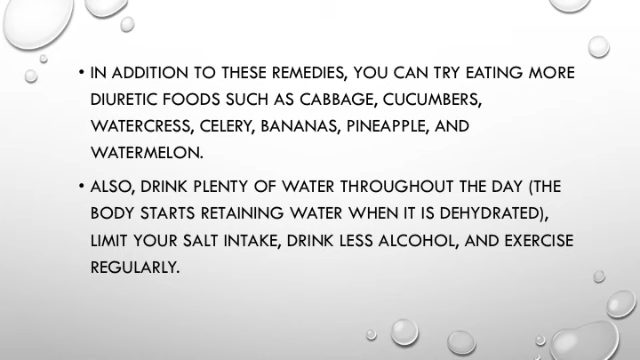 • IN ADDITION TO THESE REMEDIES, YOU CAN TRY EATING MORE
DIURETIC FOODS SUCH AS CABBAGE, CUCUMBERS,
WATERCRESS, CELERY, BANANAS, PINEAPPLE, AND
WATERMELON.
• ALSO, DRINK PLENTY OF WATER THROUGHOUT THE DAY (THE
BODY STARTS RETAINING WATER WHEN IT IS DEHYDRATED),
LIMIT YOUR SALT INTAKE, DRINK LESS ALCOHOL, AND EXERCISE
REGULARLY.